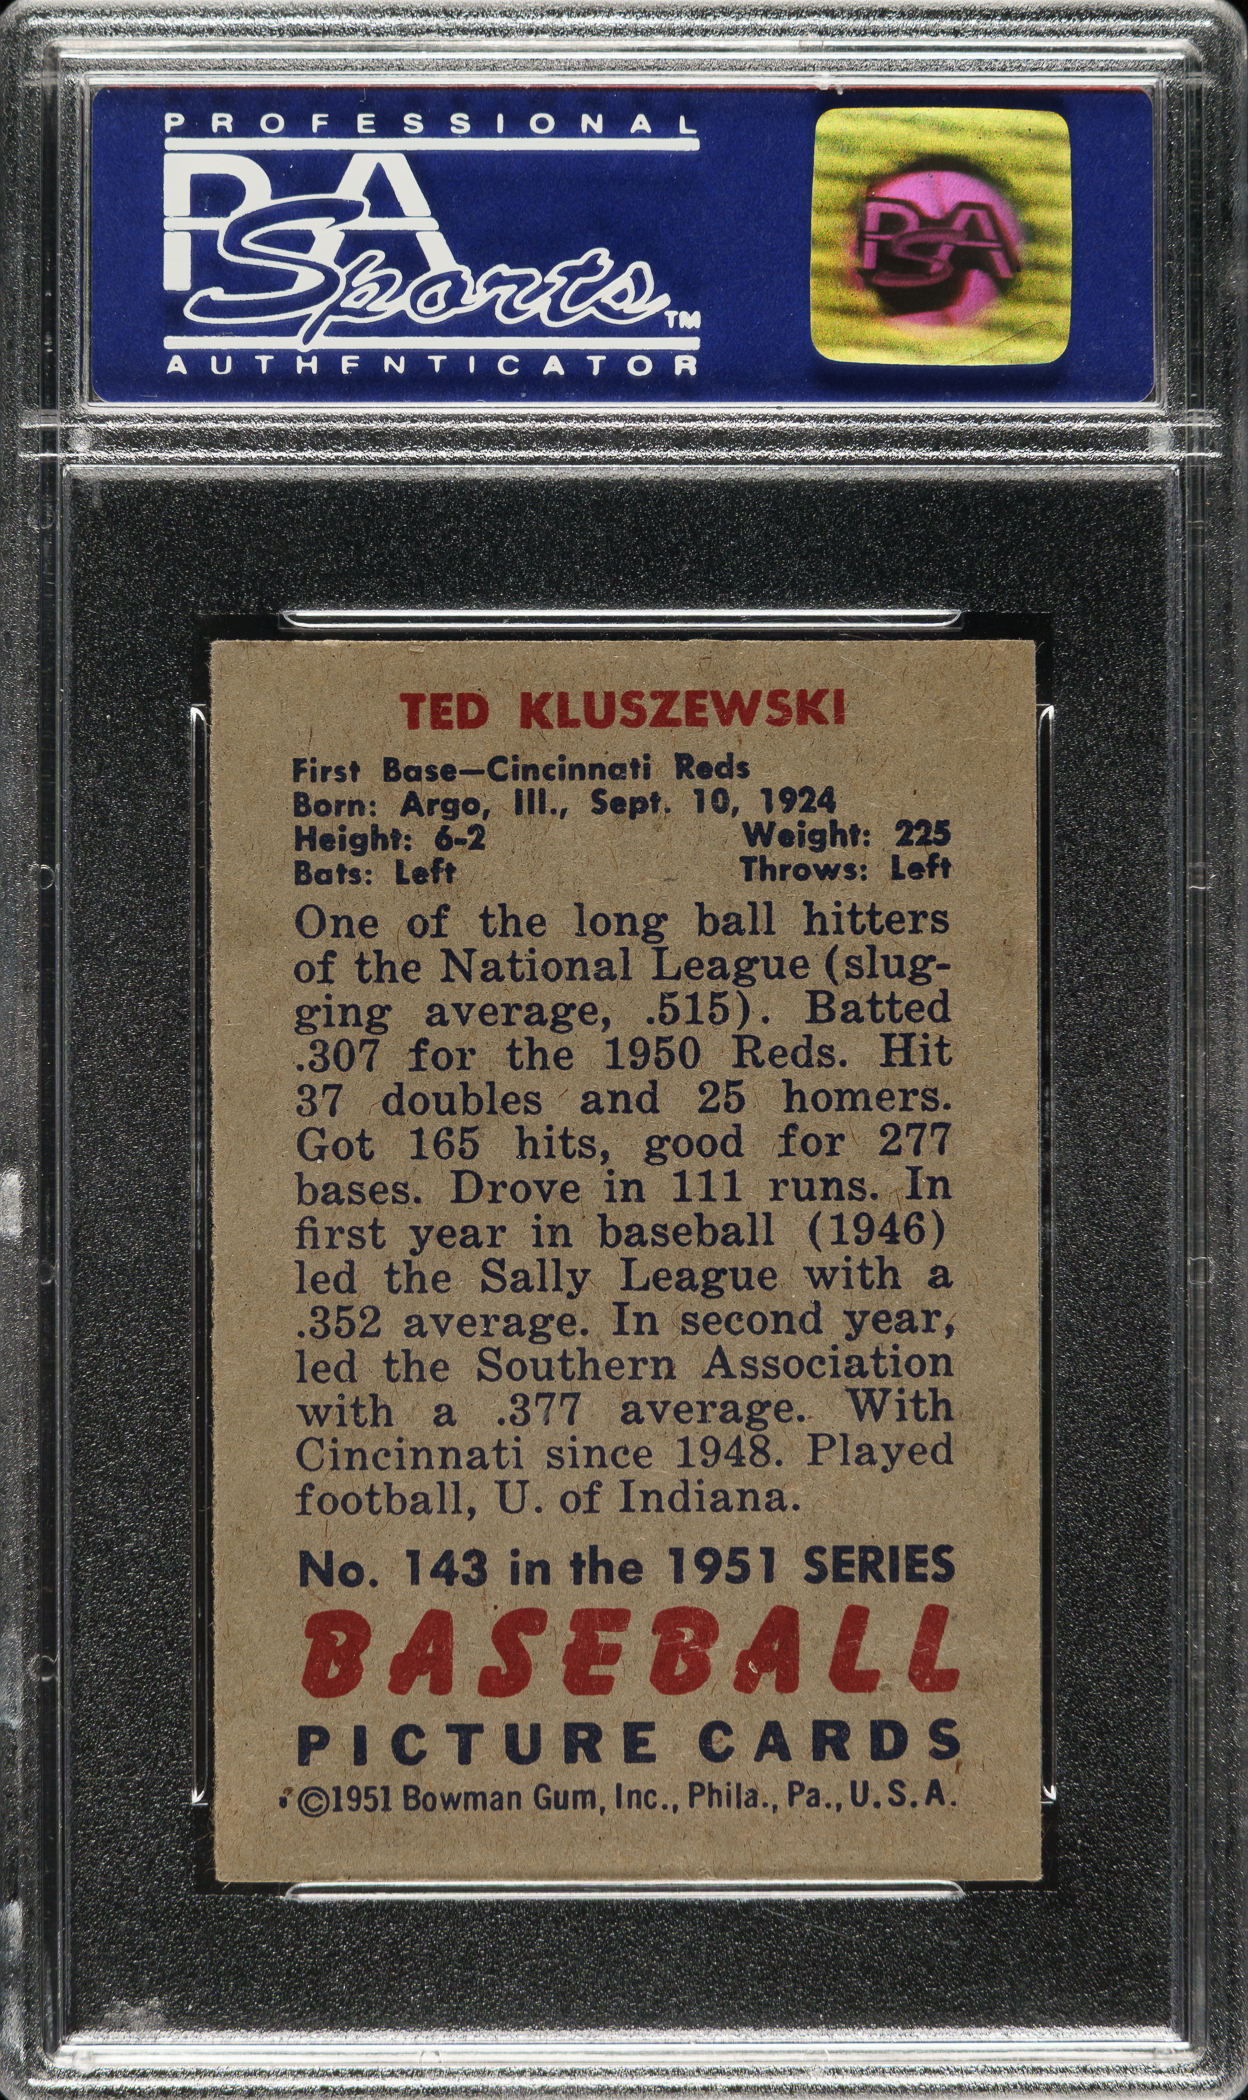 PROFESSIONAL
PSA
Sports™
AUTHENTICATOR
PSA
TED KLUSZEWSKI
First Base—Cincinnati Reds
Born: Argo, Ill., Sept. 10, 1924
Height: 6-2 Weight: 225
Bats: Left Throws: Left
One of the long ball hitters
of the National League (slug-
ging average, .515). Batted
.307 for the 1950 Reds. Hit
37 doubles and 25 homers.
Got 165 hits, good for 277
bases. Drove in 111 runs. In
first year in baseball (1946)
led the Sally League with a
.352 average. In second year,
led the Southern Association
with a .377 average. With
Cincinnati since 1948. Played
football, U. of Indiana.
No. 143 in the 1951 SERIES
BASEBALL
PICTURE CARDS
©1951 Bowman Gum, Inc., Phila., Pa., U.S.A.